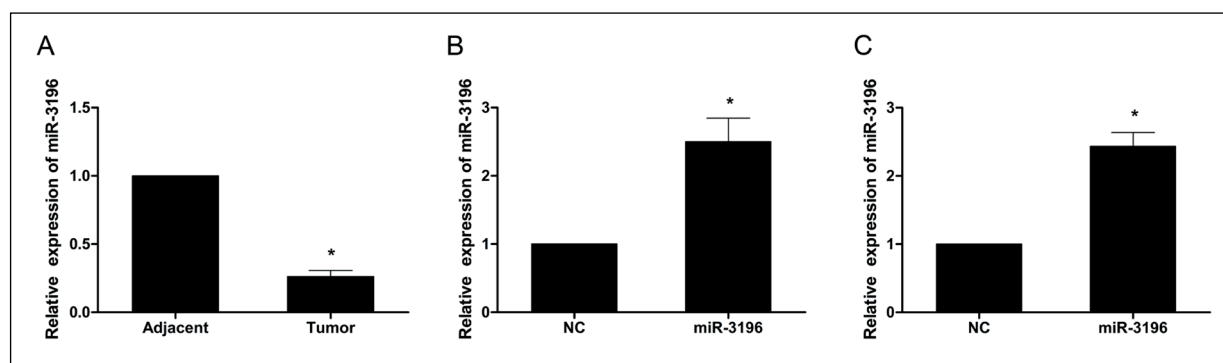 A
Relative expression of miR-3196
1.5
1.0
0.5
0.0
*
Adjacent
Tumor
B
Relative expression of miR-3196
3
2
1
0
*
NC
miR-3196
C
Relative expression of miR-3196
3
2
1
0
*
NC
miR-3196